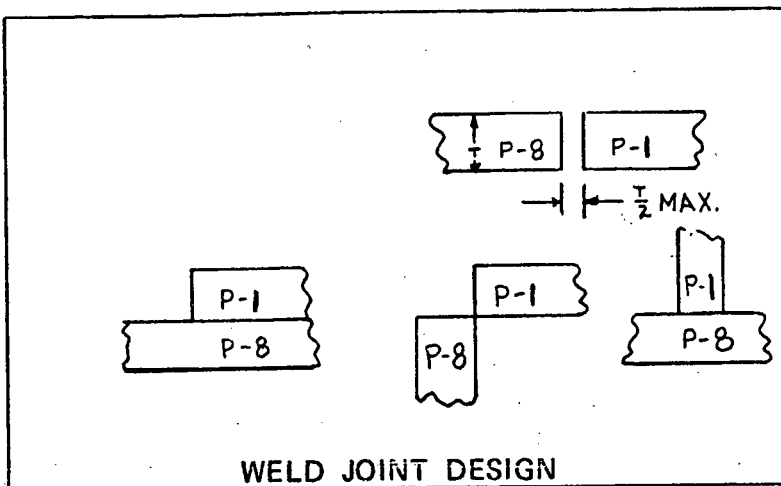 T P-8 P-1
T/2 MAX.
P-1 P-1 P-1
P-8 P-8 P-8
WELD JOINT DESIGN